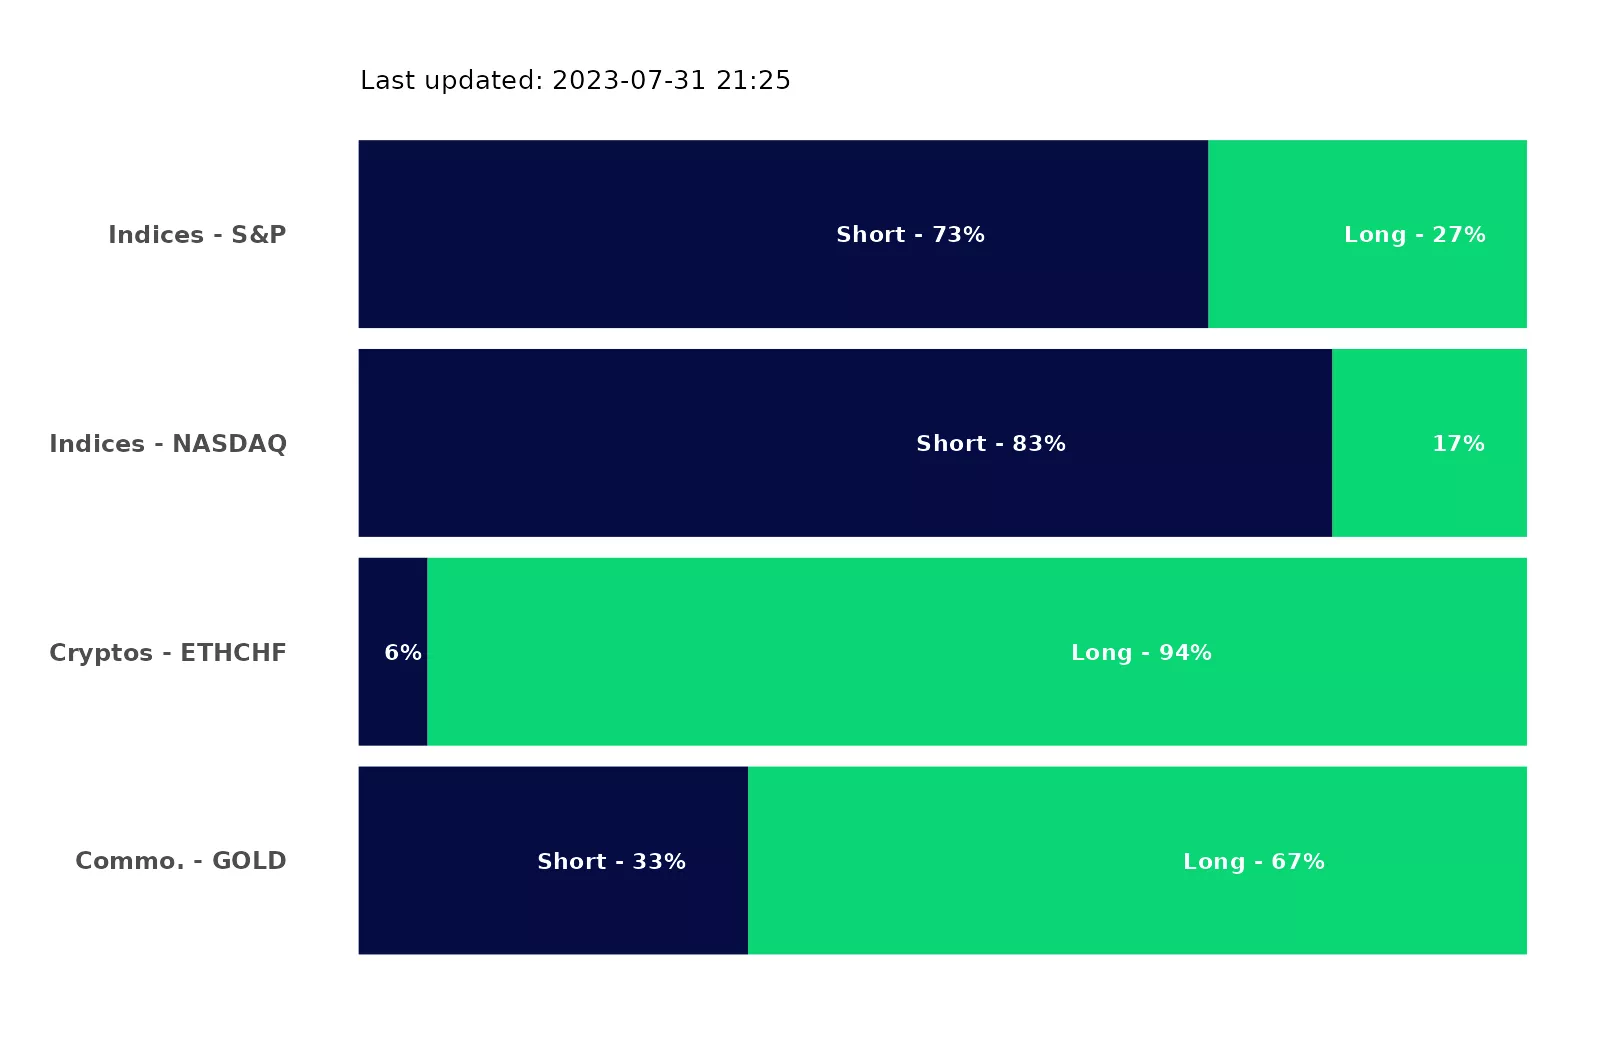 Last updated: 2023-07-31 21:25
Indices - S&P
Short - 73%
Long - 27%
Indices - NASDAQ
Short - 83%
17%
Cryptos - ETHCHF
6%
Long - 94%
Commo. - GOLD
Short - 33%
Long - 67%